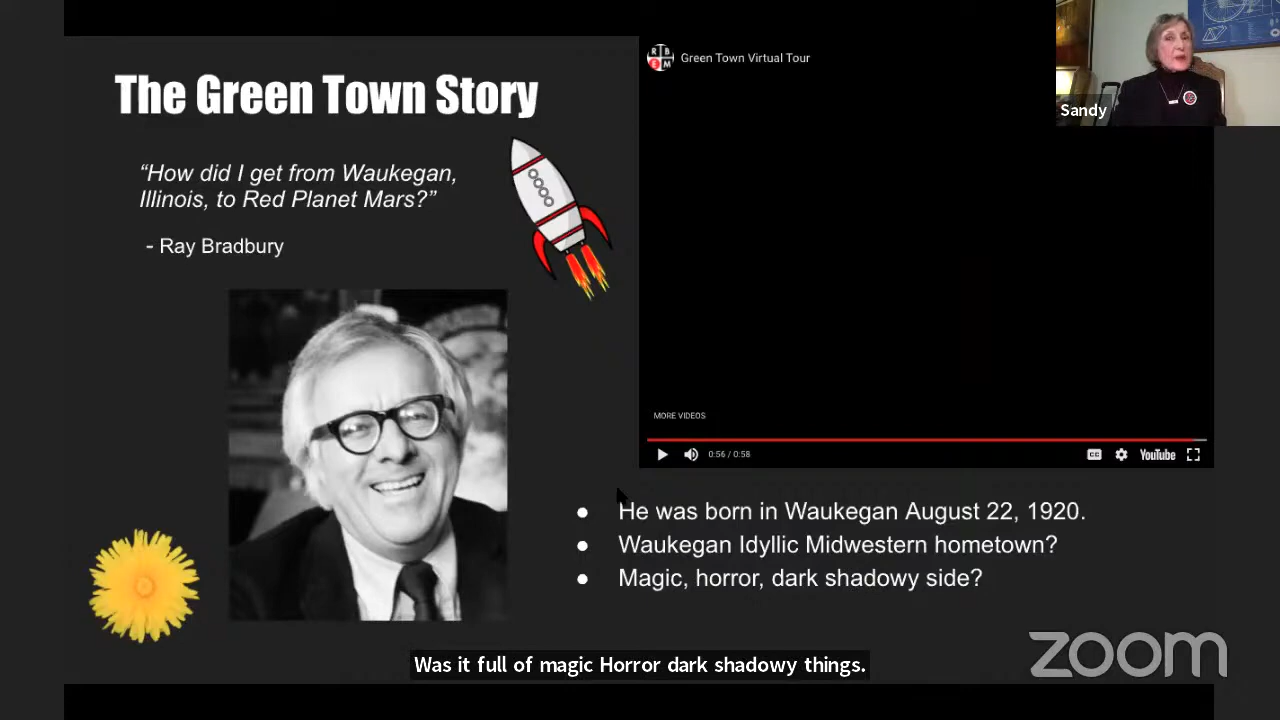 The Green Town Story
“How did I get from Waukegan,
Illinois, to Red Planet Mars?”
- Ray Bradbury
R B
E M
Green Town Virtual Tour
Sandy
MORE VIDEOS
0:56 / 0:58
CC
YouTube
● He was born in Waukegan August 22, 1920.
● Waukegan Idyllic Midwestern hometown?
● Magic, horror, dark shadowy side?
Was it full of magic Horror dark shadowy things.
zoom